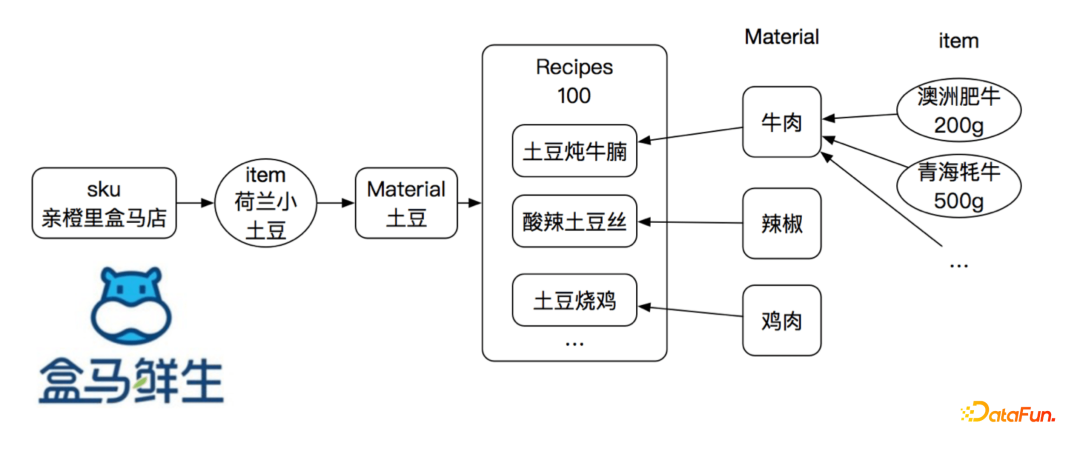 sku
亲橙里盒马店
item
荷兰小
土豆
Material
土豆
Recipes
100
土豆炖牛腩
酸辣土豆丝
土豆烧鸡
...
Material
牛肉
辣椒
鸡肉
item
澳洲肥牛
200g
青海牦牛
500g
...
盒马鲜生
DataFun.